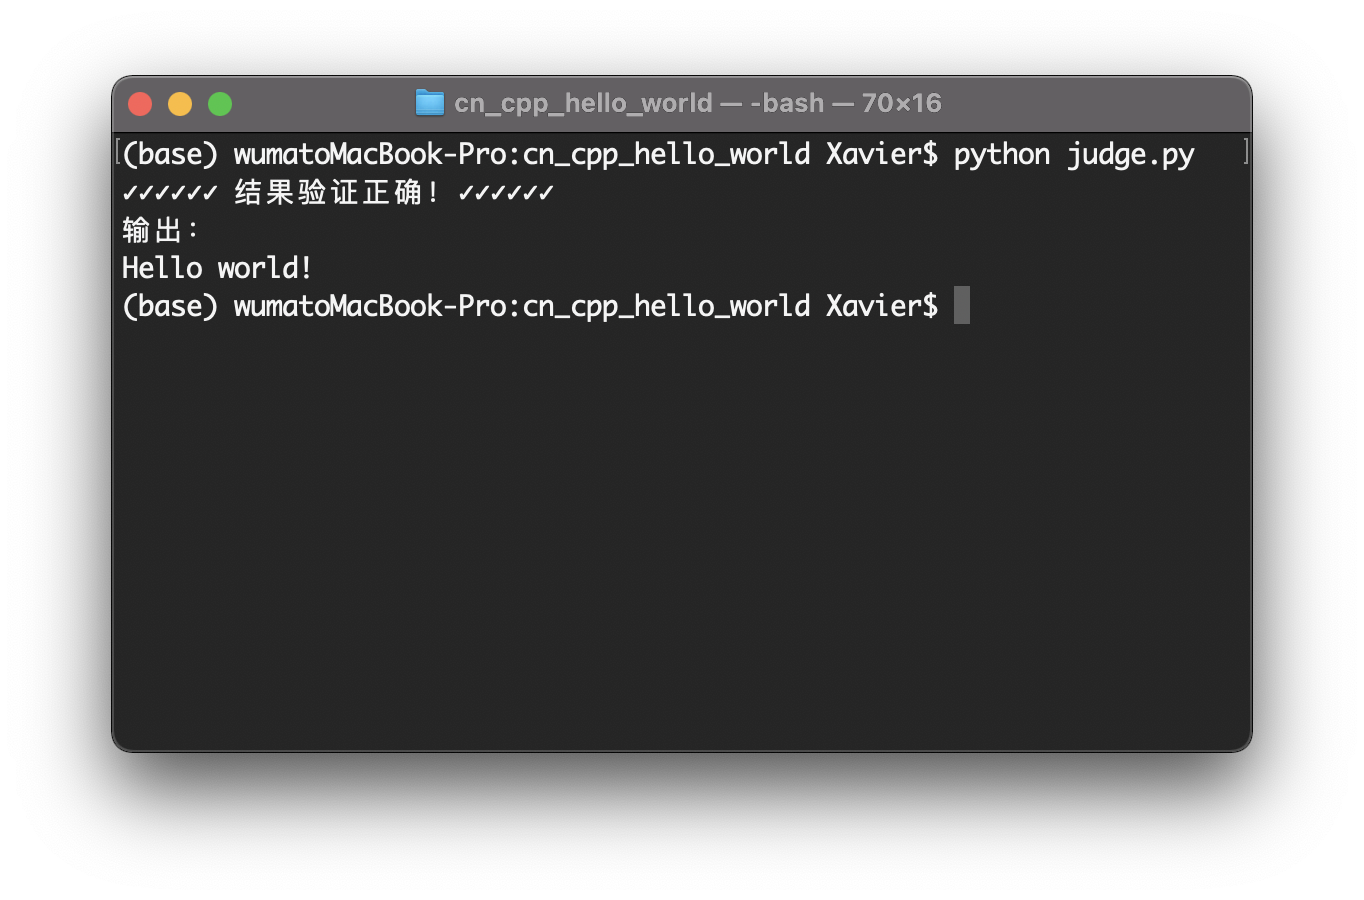 cn_cpp_hello_world — -bash — 70×16
(base) wumatoMacBook-Pro:cn_cpp_hello_world Xavier$ python judge.py
✓✓✓✓✓✓ 结果验证正确！✓✓✓✓✓✓
输出：
Hello world!
(base) wumatoMacBook-Pro:cn_cpp_hello_world Xavier$